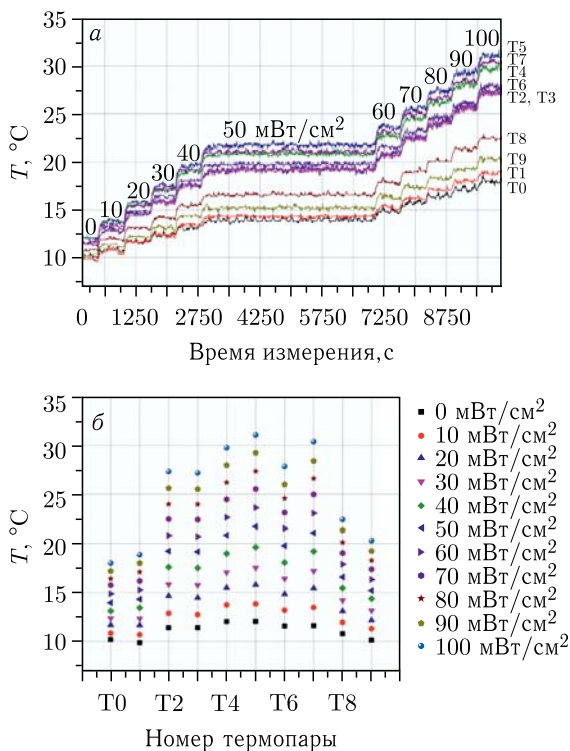 а
T, °C
35
30
25
20
15
10
0
10
20
30
40
50 мВт/см²
60
70
80
90
100
T5
T7
T4
T6
T2, T3
T8
T9
T1
T0
0 1250 2750 4250 5750 7250 8750
Время измерения, с
б
T, °C
35
30
25
20
15
10
T0 T2 T4 T6 T8
Номер термопары
0 мВт/см²
10 мВт/см²
20 мВт/см²
30 мВт/см²
40 мВт/см²
50 мВт/см²
60 мВт/см²
70 мВт/см²
80 мВт/см²
90 мВт/см²
100 мВт/см²